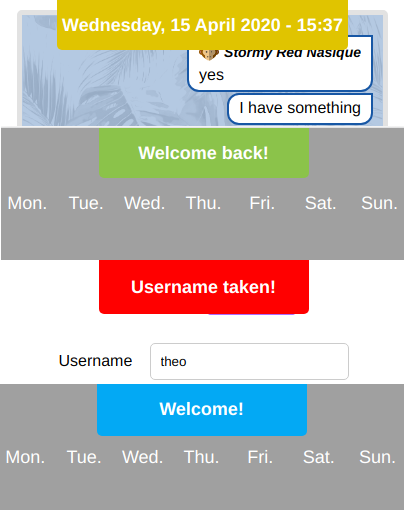 Wednesday, 15 April 2020 - 15:37
Stormy Red Nasique
yes
I have something
Welcome back!
Mon. Tue. Wed. Thu. Fri. Sat. Sun.
Username taken!
Username theo
Welcome!
Mon. Tue. Wed. Thu. Fri. Sat. Sun.